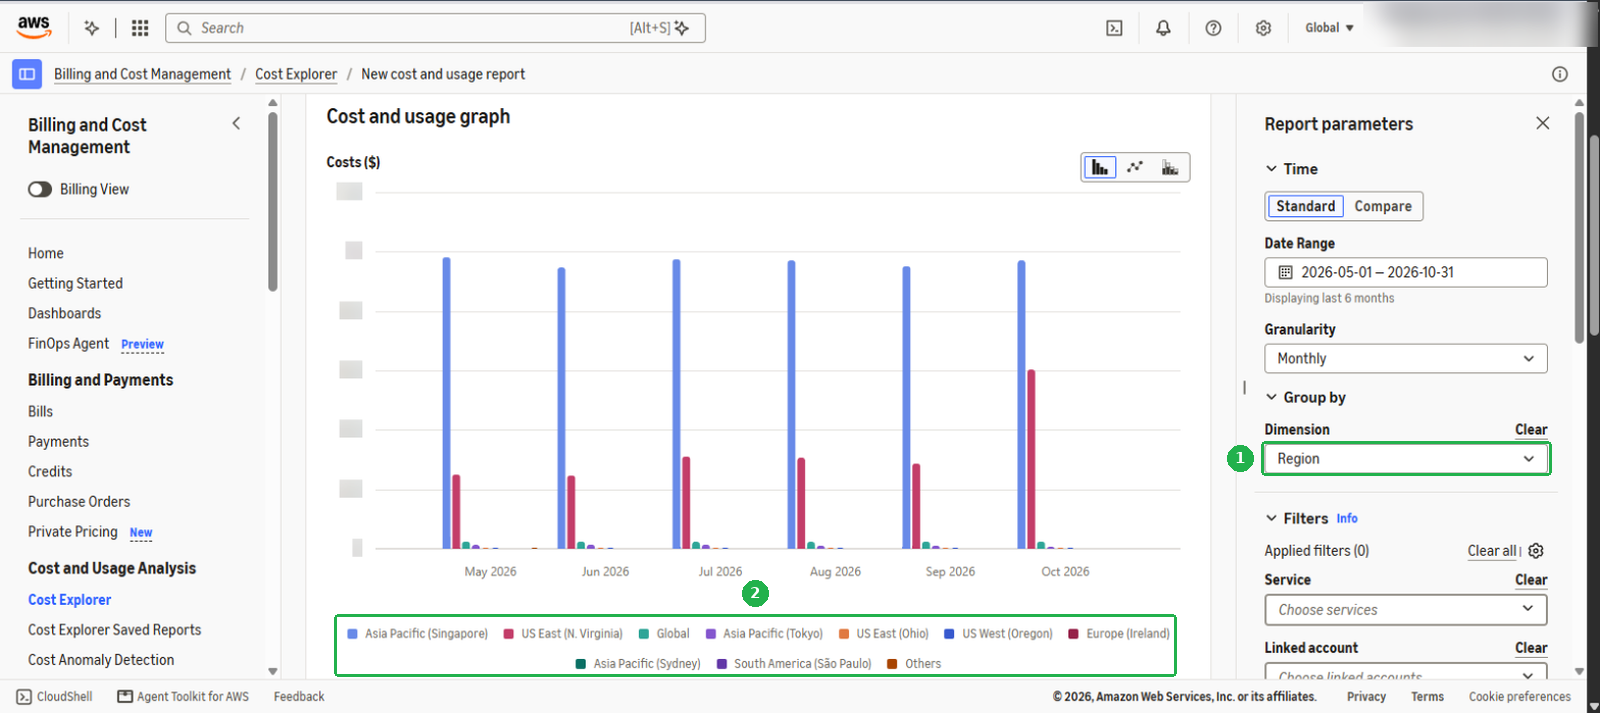 aws
Search
[Alt+S]
Global
Billing and Cost Management / Cost Explorer / New cost and usage report
Billing and Cost Management
Billing View
Home
Getting Started
Dashboards
FinOps Agent Preview
Billing and Payments
Bills
Payments
Credits
Purchase Orders
Private Pricing New
Cost and Usage Analysis
Cost Explorer
Cost Explorer Saved Reports
Cost Anomaly Detection
Cost and usage graph
Costs ($)
May 2026 Jun 2026 Jul 2026 Aug 2026 Sep 2026 Oct 2026
2
Asia Pacific (Singapore) US East (N. Virginia) Global Asia Pacific (Tokyo) US East (Ohio) US West (Oregon) Europe (Ireland)
Asia Pacific (Sydney) South America (São Paulo) Others
Report parameters
Time
Standard Compare
Date Range
2026-05-01 – 2026-10-31
Displaying last 6 months
Granularity
Monthly
Group by
Dimension Clear
1
Region
Filters Info
Applied filters (0) Clear all
Service Clear
Choose services
Linked account Clear
Choose linked accounts
CloudShell Agent Toolkit for AWS Feedback
© 2026, Amazon Web Services, Inc. or its affiliates. Privacy Terms Cookie preferences